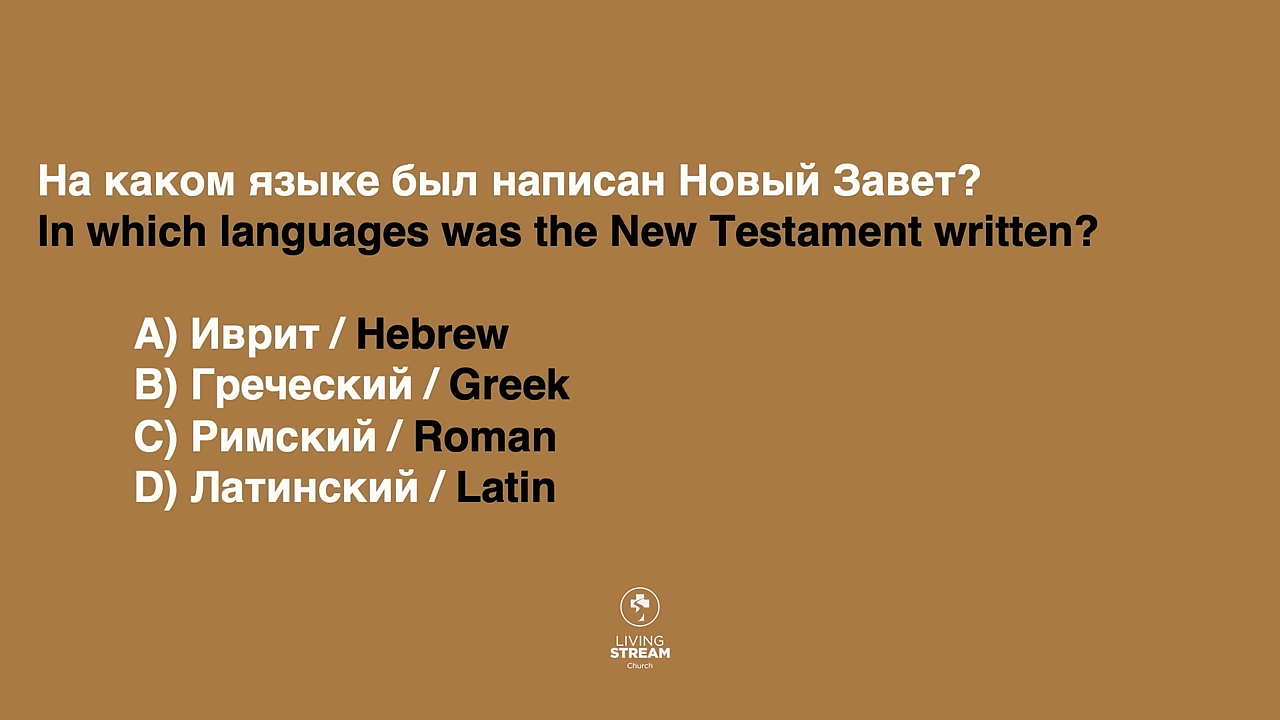 На каком языке был написан Новый Завет?
In which languages was the New Testament written?
A) Иврит / Hebrew
B) Греческий / Greek
C) Римский / Roman
D) Латинский / Latin
LIVING
STREAM
Church